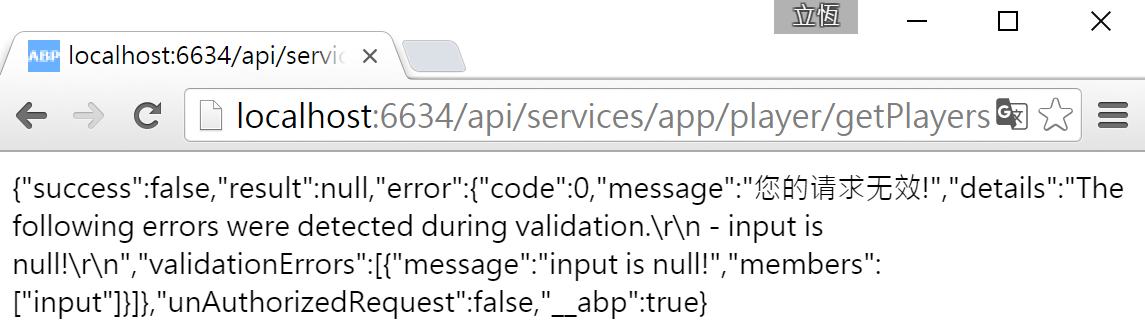 立恆
ABP localhost:6634/api/servic
localhost:6634/api/services/app/player/getPlayers
{"success":false,"result":null,"error":{"code":0,"message":"您的请求无效!","details":"The
following errors were detected during validation.\r\n - input is
null!\r\n","validationErrors":[{"message":"input is null!","members":
["input"]}]},"unAuthorizedRequest":false,"__abp":true}